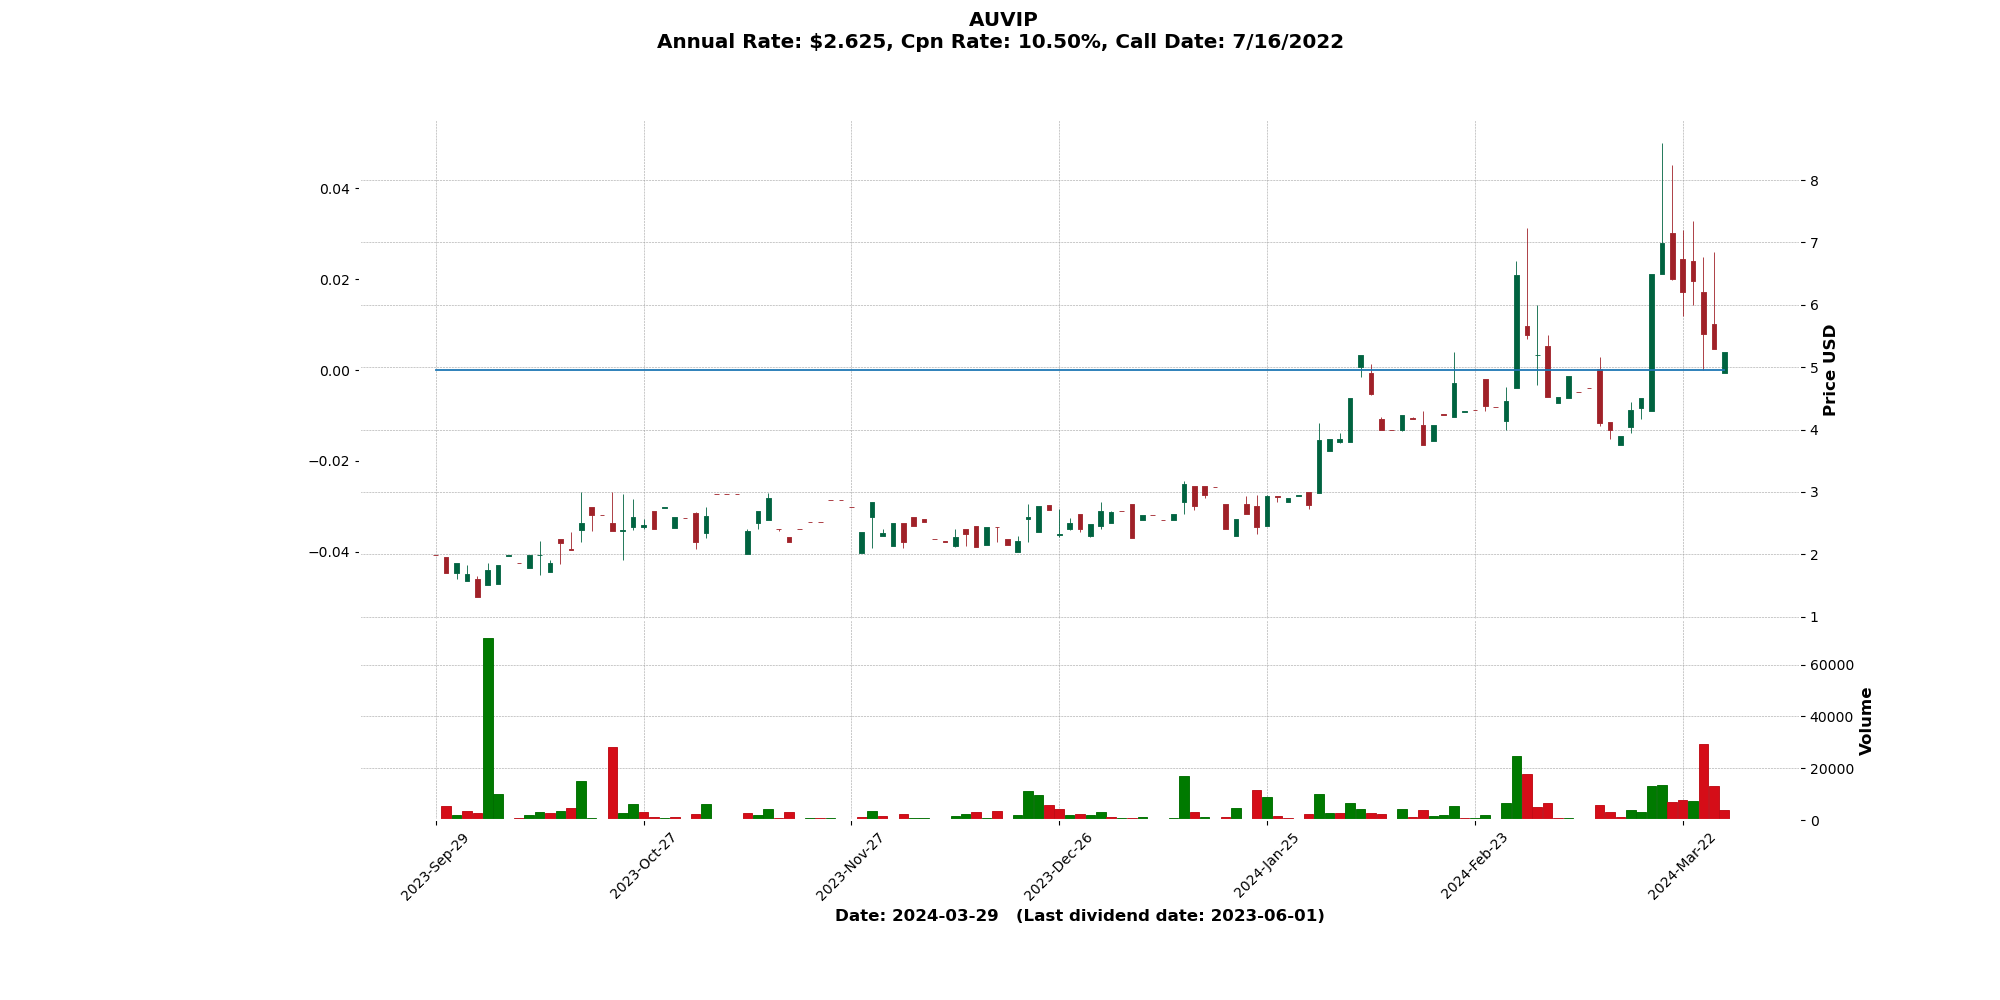 AUVIP
Annual Rate: $2.625, Cpn Rate: 10.50%, Call Date: 7/16/2022
0.04
0.02
0.00
−0.02
−0.04
8
7
6
5
4
3
2
1
Price USD
60000
40000
20000
0
Volume
2023-Sep-29
2023-Oct-27
2023-Nov-27
2023-Dec-26
2024-Jan-25
2024-Feb-23
2024-Mar-22
Date: 2024-03-29   (Last dividend date: 2023-06-01)